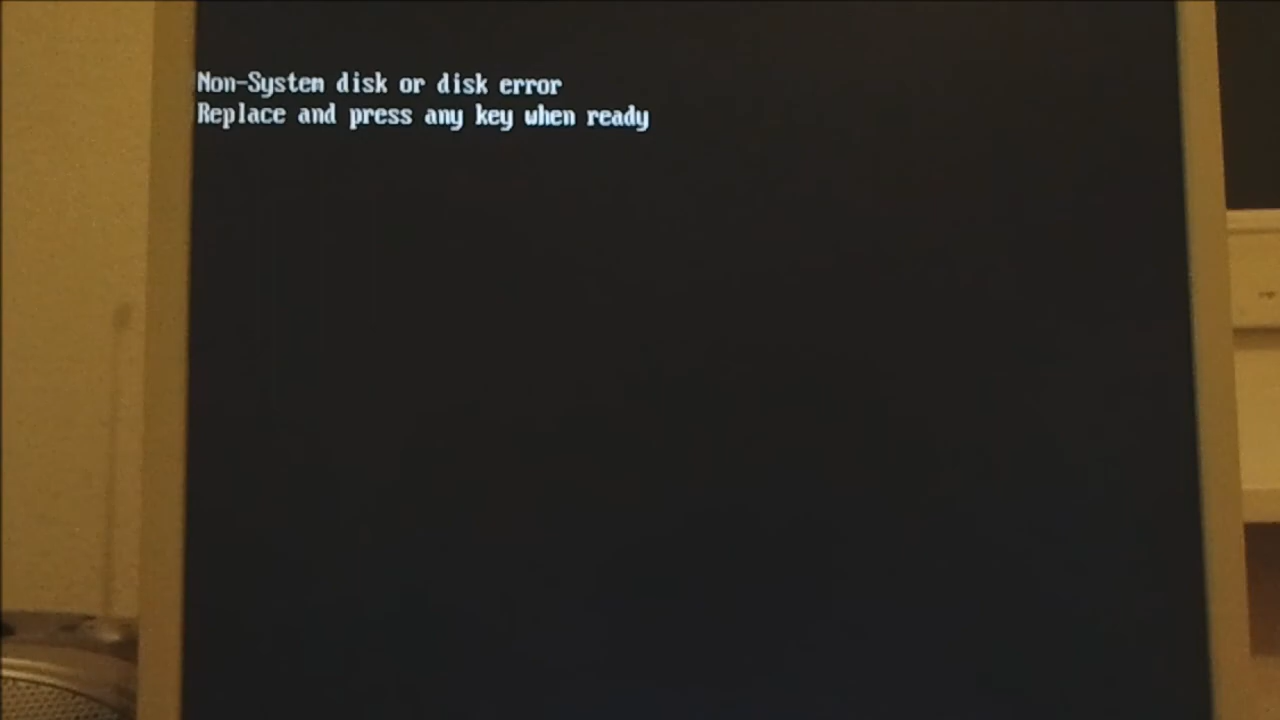 Non-System disk or disk error
Replace and press any key when ready